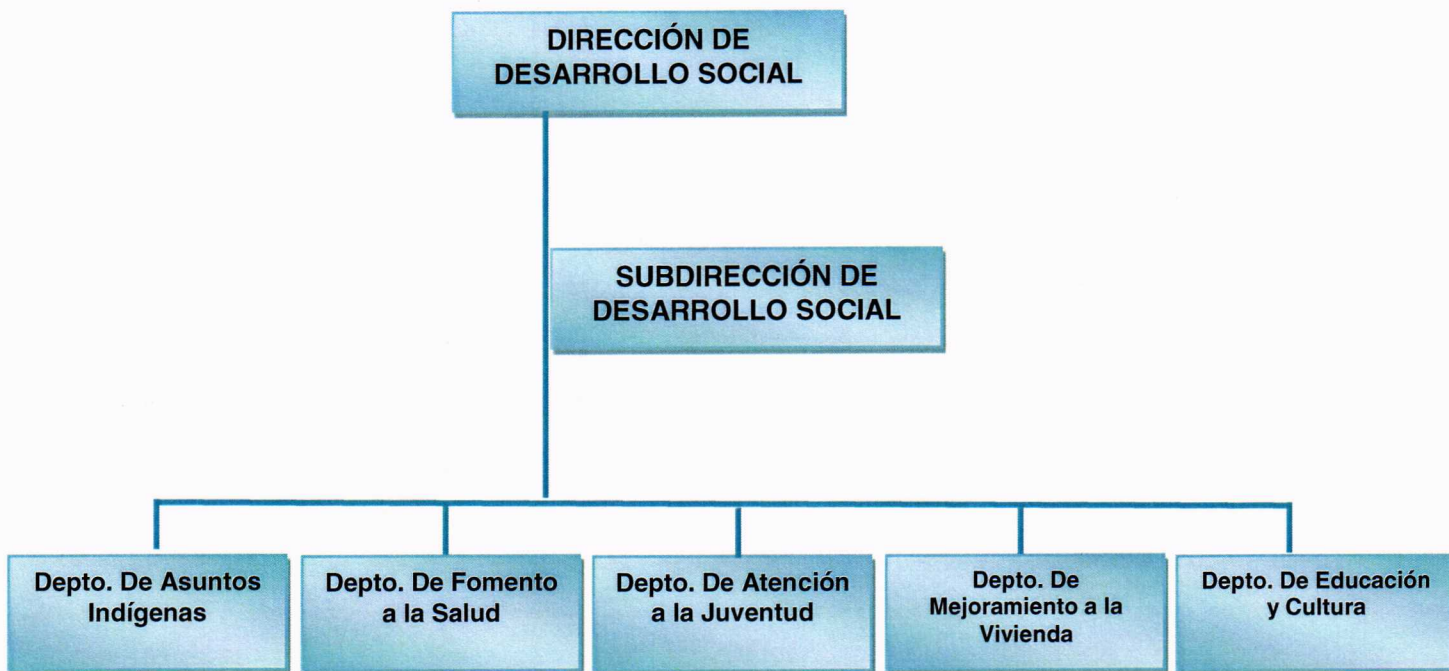 DIRECCIÓN DE
DESARROLLO SOCIAL
SUBDIRECCIÓN DE
DESARROLLO SOCIAL
Depto. De Asuntos
Indígenas
Depto. De Fomento
a la Salud
Depto. De Atención
a la Juventud
Depto. De
Mejoramiento a la
Vivienda
Depto. De Educación
y Cultura